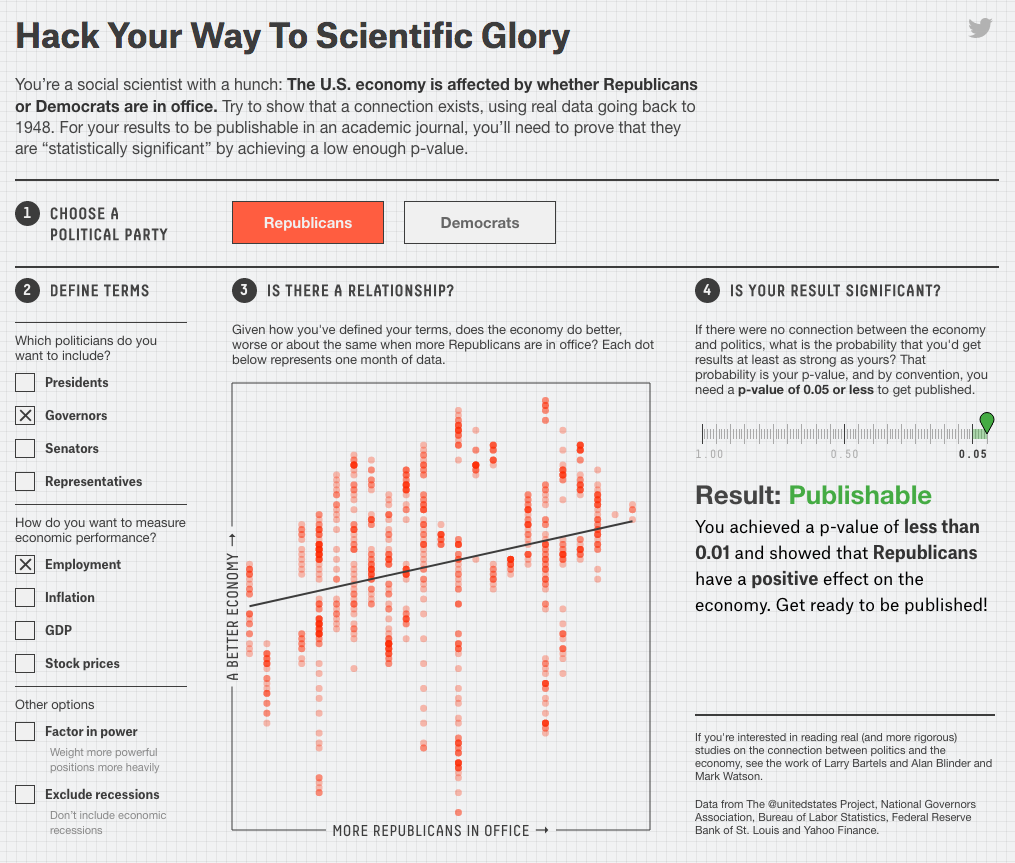 Hack Your Way To Scientific Glory
You’re a social scientist with a hunch: The U.S. economy is affected by whether Republicans
or Democrats are in office. Try to show that a connection exists, using real data going back to
1948. For your results to be publishable in an academic journal, you’ll need to prove that they
are “statistically significant” by achieving a low enough p-value.
1 CHOOSE A
POLITICAL PARTY
Republicans
Democrats
2 DEFINE TERMS
Which politicians do you
want to include?
Presidents
Governors
Senators
Representatives
How do you want to measure
economic performance?
Employment
Inflation
GDP
Stock prices
Other options
Factor in power
Weight more powerful
positions more heavily
Exclude recessions
Don’t include economic
recessions
3 IS THERE A RELATIONSHIP?
Given how you've defined your terms, does the economy do better,
worse or about the same when more Republicans are in office? Each dot
below represents one month of data.
A BETTER ECONOMY →
MORE REPUBLICANS IN OFFICE →
4 IS YOUR RESULT SIGNIFICANT?
If there were no connection between the economy
and politics, what is the probability that you'd get
results at least as strong as yours? That
probability is your p-value, and by convention, you
need a p-value of 0.05 or less to get published.
1.00 0.50 0.05
Result: Publishable
You achieved a p-value of less than
0.01 and showed that Republicans
have a positive effect on the
economy. Get ready to be published!
If you're interested in reading real (and more rigorous)
studies on the connection between politics and the
economy, see the work of Larry Bartels and Alan Blinder and
Mark Watson.
Data from The @unitedstates Project, National Governors
Association, Bureau of Labor Statistics, Federal Reserve
Bank of St. Louis and Yahoo Finance.